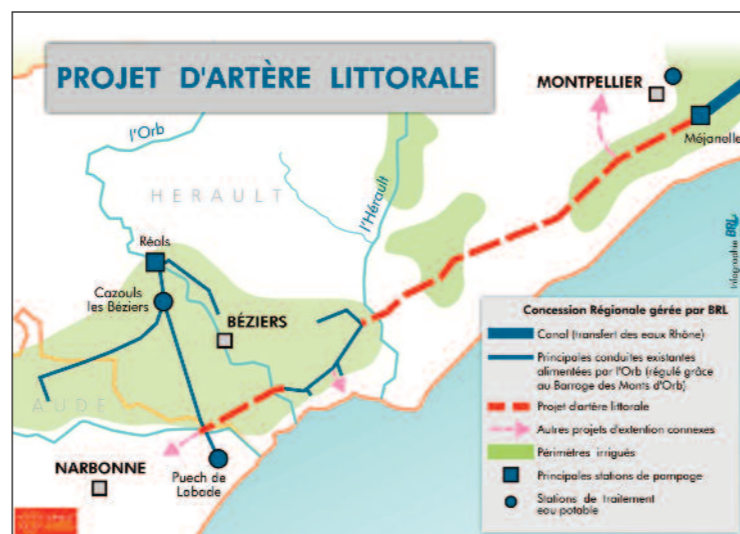 PROJET D'ARTÈRE LITTORALE
MONTPELLIER
Méjanelle
l'Orb
HERAULT
l'Hérault
Réals
Cazouls
les Béziers
BÉZIERS
AUDE
NARBONNE
Puech de
Labade
Infographie BRL
Concession Régionale gérée par BRL
Canal (transfert des eaux Rhône)
Principales conduites existantes
alimentées par l'Orb (régulé grâce
au Barrage des Monts d'Orb)
Projet d'artère littorale
Autres projets d'extention connexes
Périmètres irrigués
Principales stations de pompage
Stations de traitement
eau potable